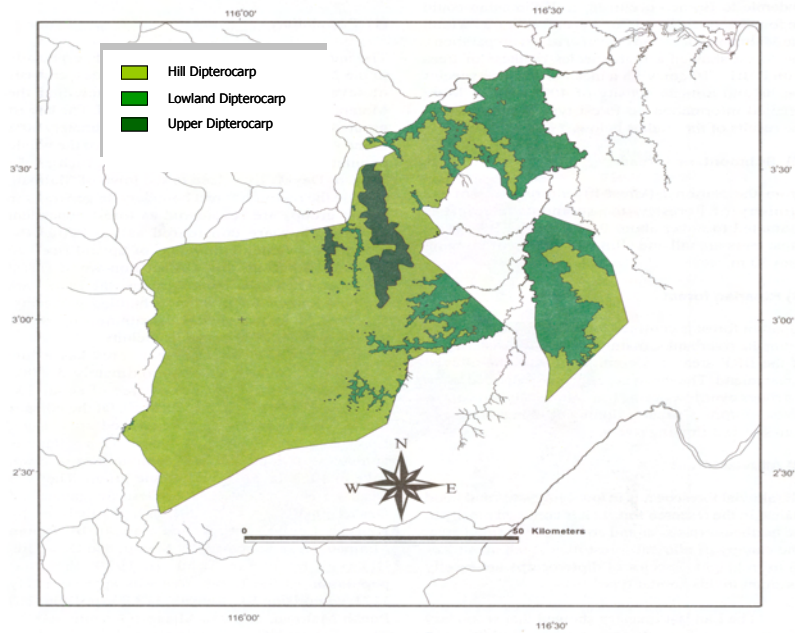 116°00'
116°30'
Hill Dipterocarp
Lowland Dipterocarp
Upper Dipterocarp
3°30'
3°30'
3°00'
3°00'
N
W
E
S
2°30'
2°30'
0
50 Kilometers
116°00'
116°30'